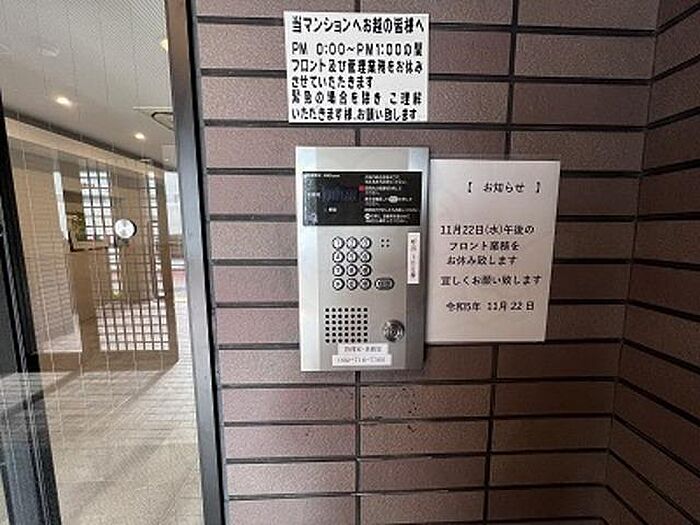 当マンションへお越の皆様へ
PM 0:00～PM1:00の間
フロント及び管理業務をお休み
させていただきます
緊急の場合を除き ご理解
いただきます様、お願い致します
【 お知らせ 】
11月22日(水)午後の
フロント業務を
お休み致します
宜しくお願い致します
令和5年 11月 22日